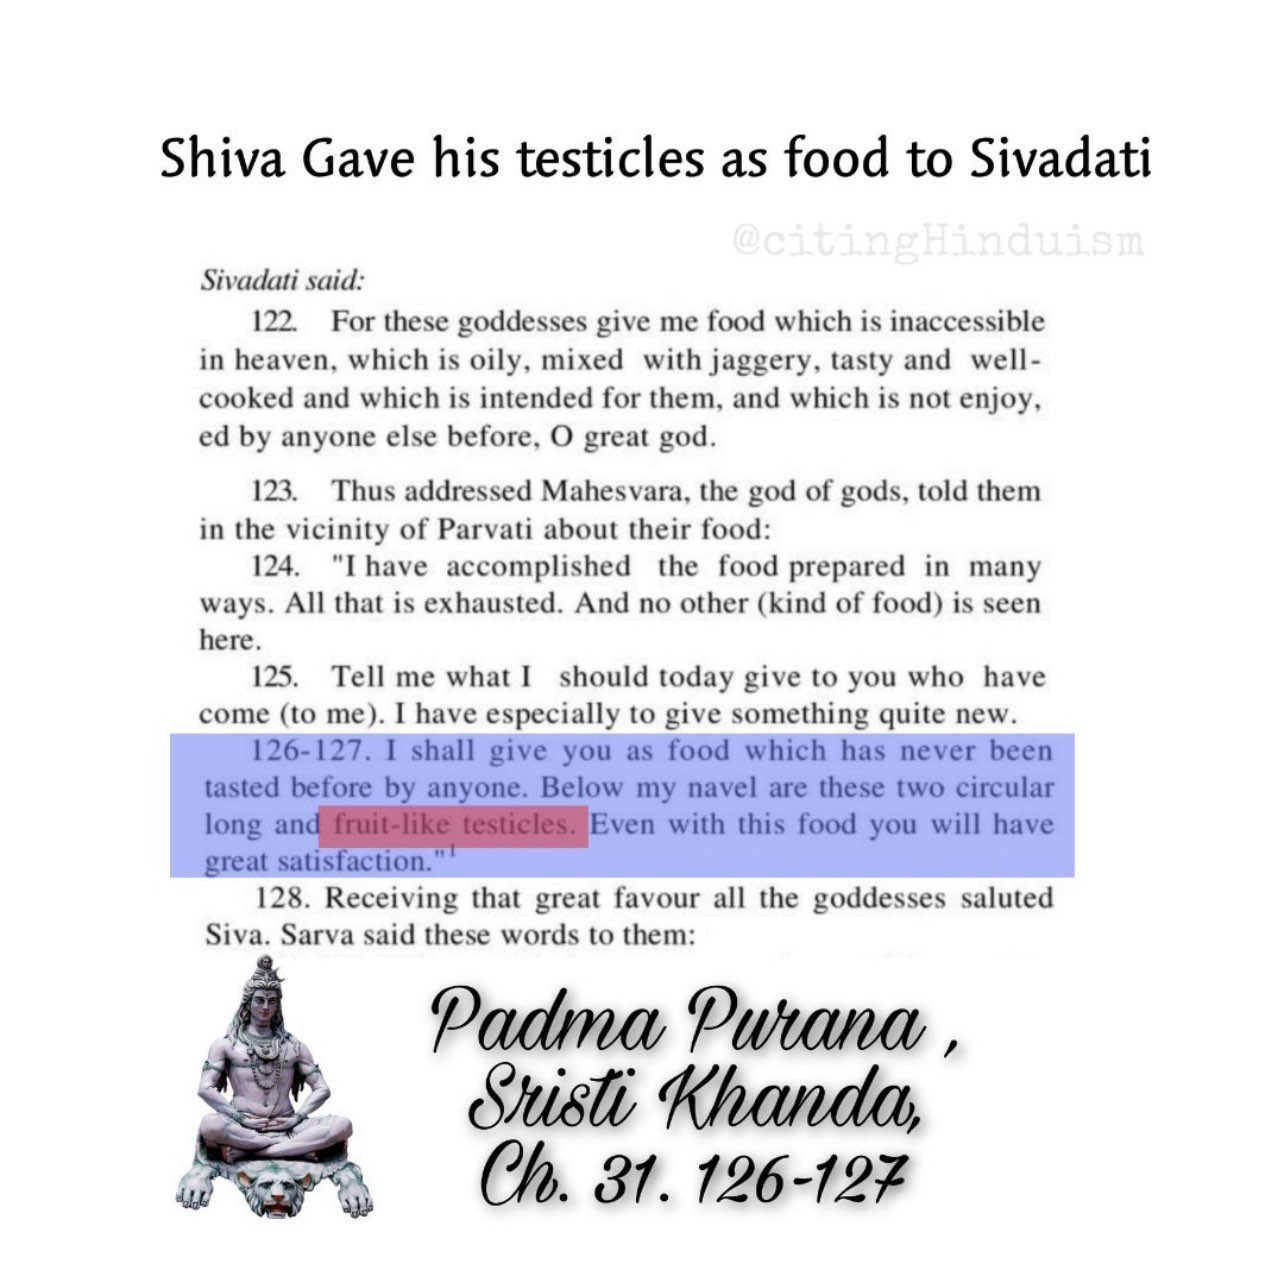 Shiva Gave his testicles as food to Sivadati
@citingHinduism
Sivadati said:
122. For these goddesses give me food which is inaccessible
in heaven, which is oily, mixed with jaggery, tasty and well-
cooked and which is intended for them, and which is not enjoy,
ed by anyone else before, O great god.
123. Thus addressed Mahesvara, the god of gods, told them
in the vicinity of Parvati about their food:
124. "I have accomplished the food prepared in many
ways. All that is exhausted. And no other (kind of food) is seen
here.
125. Tell me what I should today give to you who have
come (to me). I have especially to give something quite new.
126-127. I shall give you as food which has never been
tasted before by anyone. Below my navel are these two circular
long and fruit-like testicles. Even with this food you will have
great satisfaction."1
128. Receiving that great favour all the goddesses saluted
Siva. Sarva said these words to them:
Padma Purana ,
Sristi Khanda,
Ch. 31. 126-127